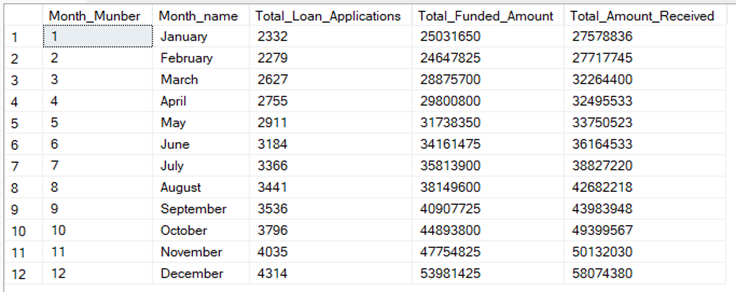 Month_Munber Month_name Total_Loan_Applications Total_Funded_Amount Total_Amount_Received
1 1 January 2332 25031650 27578836
2 2 February 2279 24647825 27717745
3 3 March 2627 28875700 32264400
4 4 April 2755 29800800 32495533
5 5 May 2911 31738350 33750523
6 6 June 3184 34161475 36164533
7 7 July 3366 35813900 38827220
8 8 August 3441 38149600 42682218
9 9 September 3536 40907725 43983948
10 10 October 3796 44893800 49399567
11 11 November 4035 47754825 50132030
12 12 December 4314 53981425 58074380